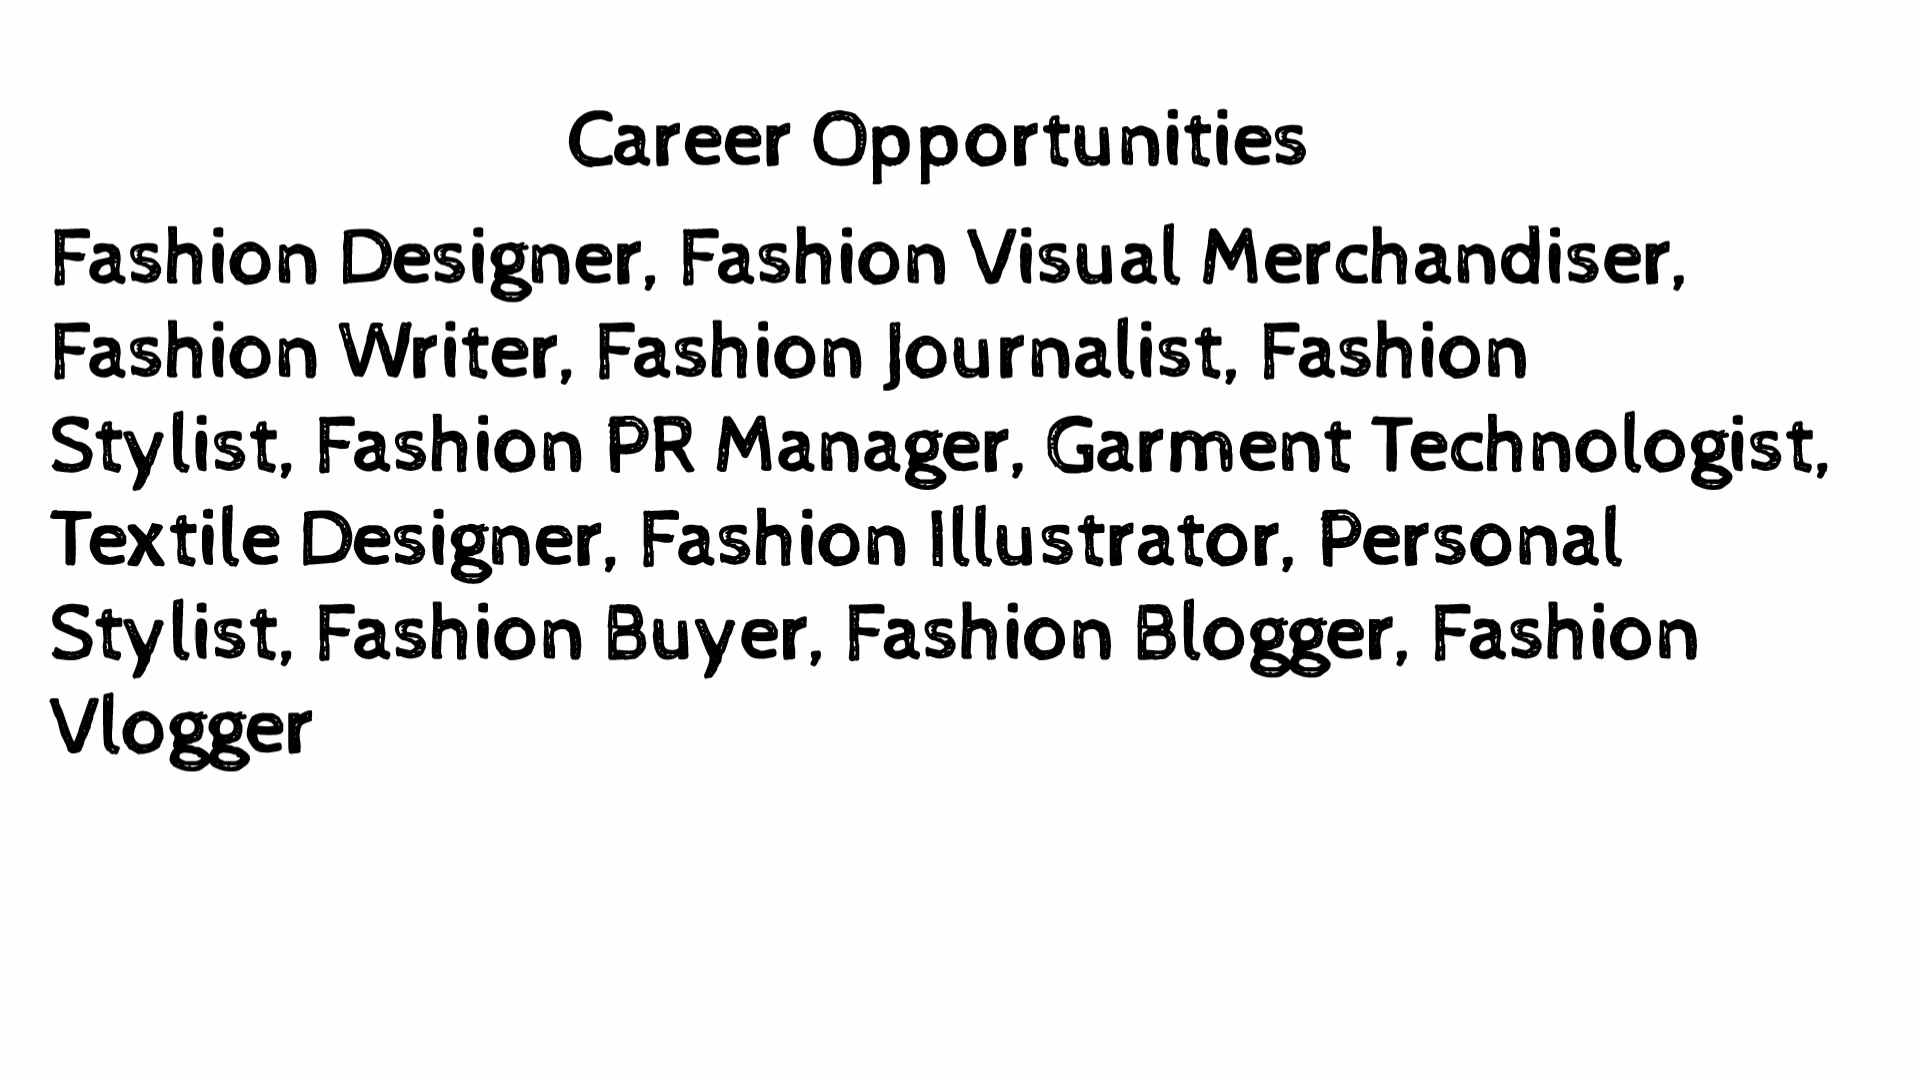 Career Opportunities
Fashion Designer, Fashion Visual Merchandiser,
Fashion Writer, Fashion Journalist, Fashion
Stylist, Fashion PR Manager, Garment Technologist,
Textile Designer, Fashion Illustrator, Personal
Stylist, Fashion Buyer, Fashion Blogger, Fashion
Vlogger